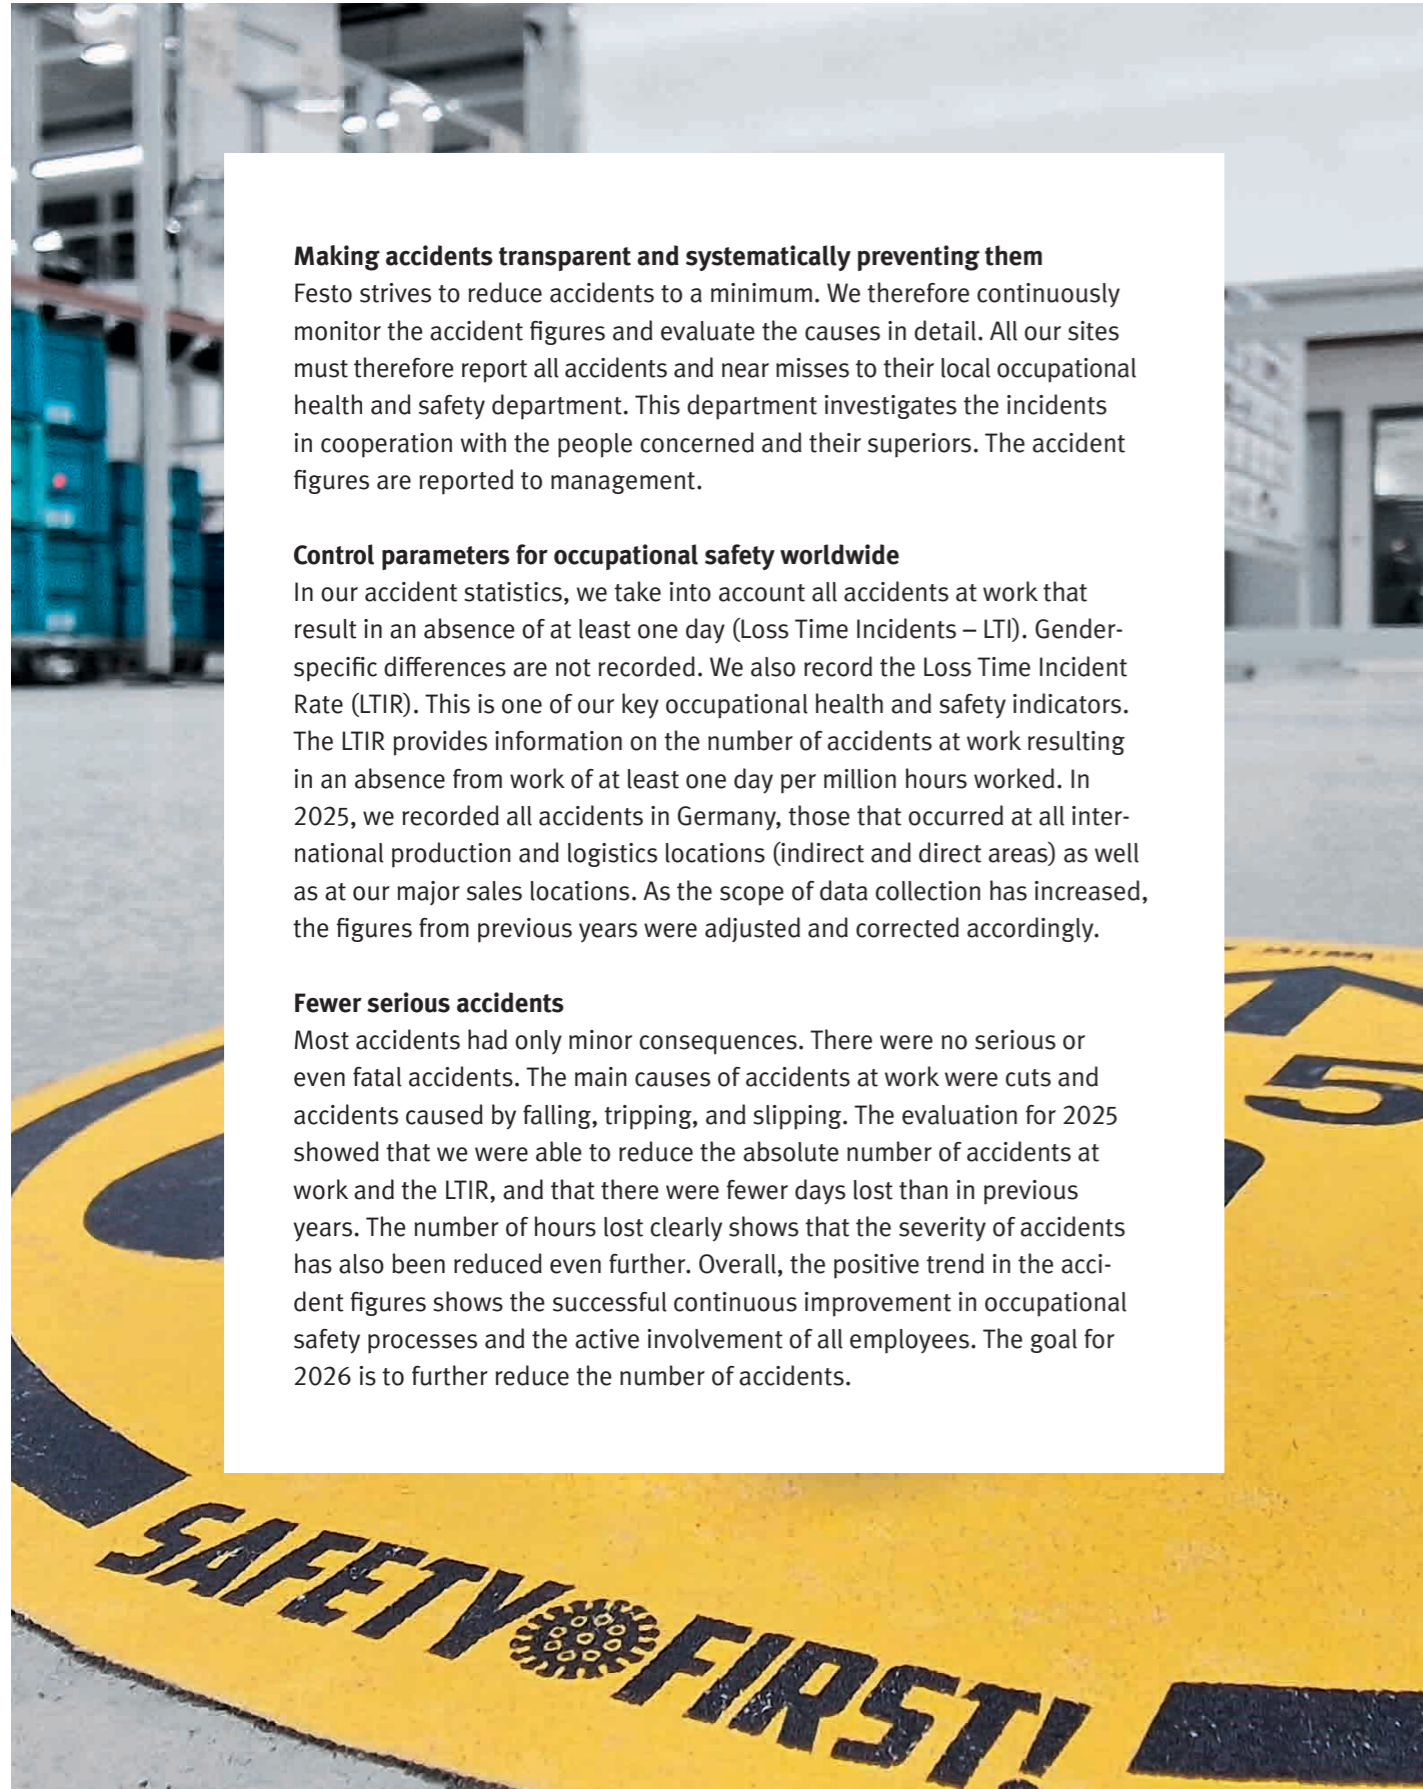 Making accidents transparent and systematically preventing them
Festo strives to reduce accidents to a minimum. We therefore continuously
monitor the accident figures and evaluate the causes in detail. All our sites
must therefore report all accidents and near misses to their local occupational
health and safety department. This department investigates the incidents
in cooperation with the people concerned and their superiors. The accident
figures are reported to management.
Control parameters for occupational safety worldwide
In our accident statistics, we take into account all accidents at work that
result in an absence of at least one day (Loss Time Incidents – LTI). Gender-
specific differences are not recorded. We also record the Loss Time Incident
Rate (LTIR). This is one of our key occupational health and safety indicators.
The LTIR provides information on the number of accidents at work resulting
in an absence from work of at least one day per million hours worked. In
2025, we recorded all accidents in Germany, those that occurred at all inter-
national production and logistics locations (indirect and direct areas) as well
as at our major sales locations. As the scope of data collection has increased,
the figures from previous years were adjusted and corrected accordingly.
Fewer serious accidents
Most accidents had only minor consequences. There were no serious or
even fatal accidents. The main causes of accidents at work were cuts and
accidents caused by falling, tripping, and slipping. The evaluation for 2025
showed that we were able to reduce the absolute number of accidents at
work and the LTIR, and that there were fewer days lost than in previous
years. The number of hours lost clearly shows that the severity of accidents
has also been reduced even further. Overall, the positive trend in the acci-
dent figures shows the successful continuous improvement in occupational
safety processes and the active involvement of all employees. The goal for
2026 is to further reduce the number of accidents.
5
SAFETY FIRST!